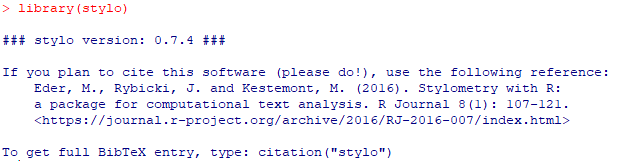 > library(stylo)
### stylo version: 0.7.4 ###
If you plan to cite this software (please do!), use the following reference:
Eder, M., Rybicki, J. and Kestemont, M. (2016). Stylometry with R:
a package for computational text analysis. R Journal 8(1): 107-121.
<https://journal.r-project.org/archive/2016/RJ-2016-007/index.html>
To get full BibTeX entry, type: citation("stylo")